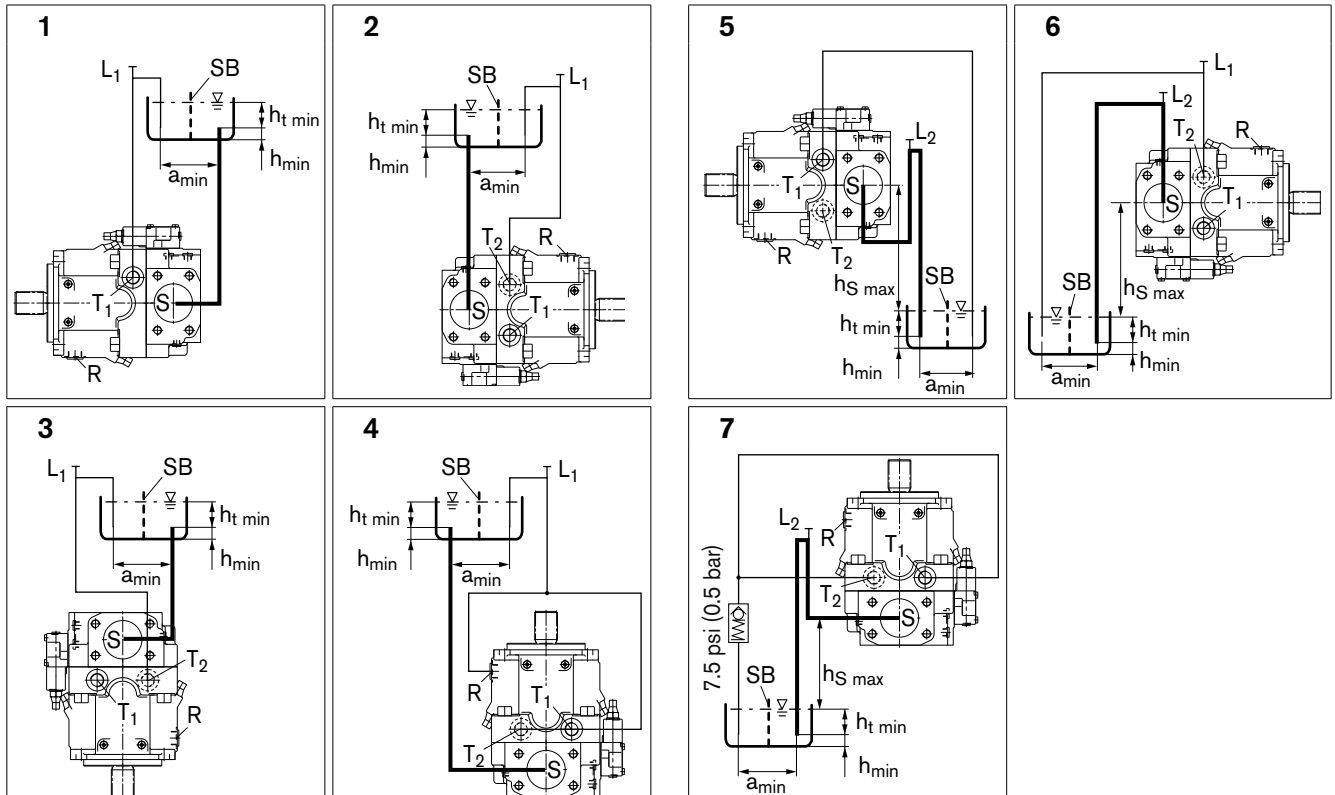 1
L1
SB
ht min
hmin
amin
T1
S
R
2
SB
L1
ht min
hmin
amin
T2
R
S
T1
3
L1
SB
ht min
hmin
amin
S
T2
T1
R
4
SB
L1
ht min
hmin
amin
R
T1
T2
S
5
L2
T1
S
R
T2
hS max
SB
ht min
hmin
amin
6
L1
L2
T2
R
S
T1
SB
hS max
ht min
hmin
amin
7
L2
R
T1
T2
S
7.5 psi (0.5 bar)
hS max
SB
ht min
hmin
amin